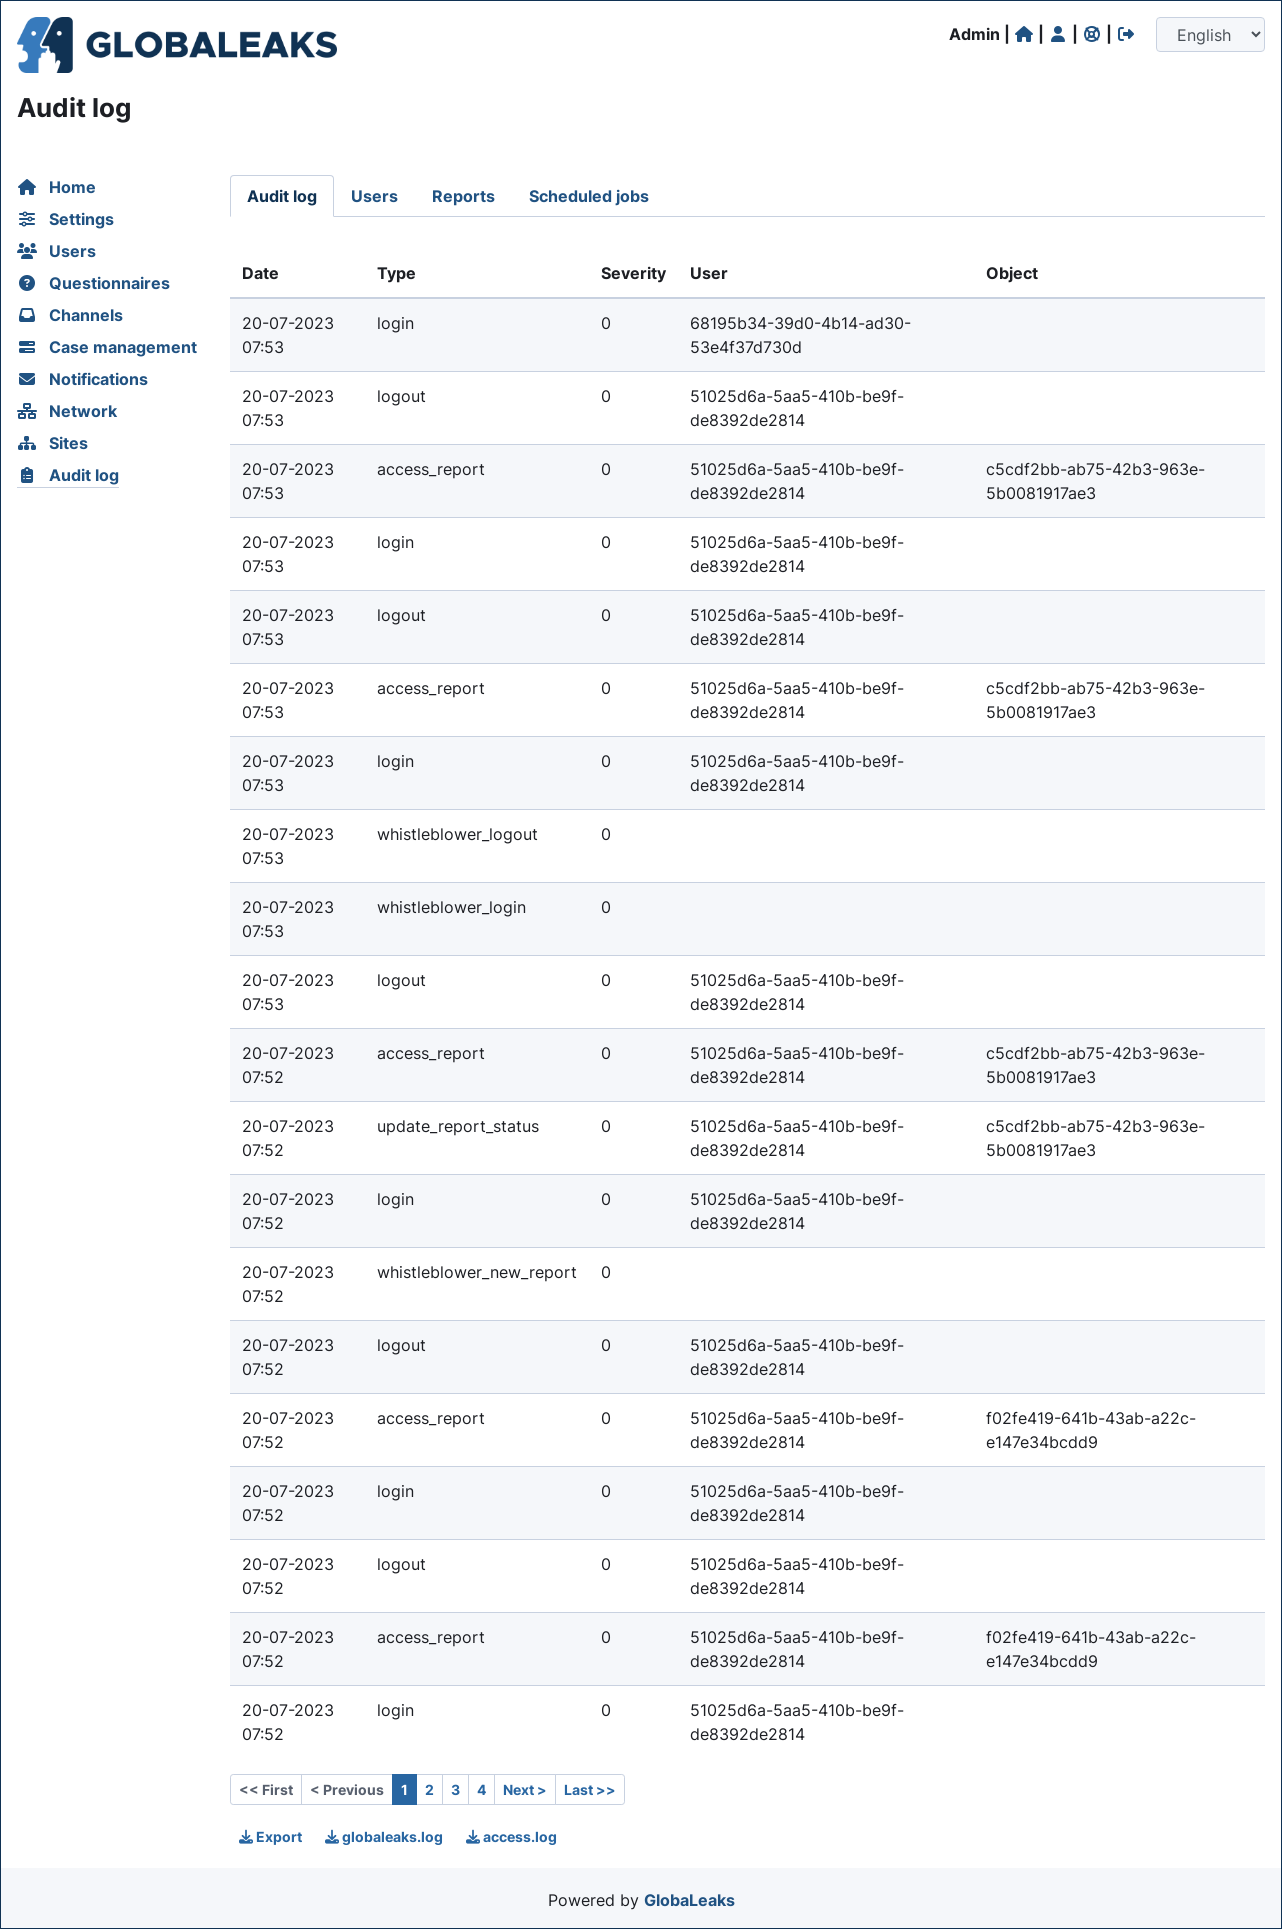 GLOBALEAKS
Admin | | | |
English
Audit log
Home
Settings
Users
Questionnaires
Channels
Case management
Notifications
Network
Sites
Audit log
Audit log Users Reports Scheduled jobs
Date Type Severity User Object
20-07-2023 login 0 68195b34-39d0-4b14-ad30-
07:53 53e4f37d730d
20-07-2023 logout 0 51025d6a-5aa5-410b-be9f-
07:53 de8392de2814
20-07-2023 access_report 0 51025d6a-5aa5-410b-be9f- c5cdf2bb-ab75-42b3-963e-
07:53 de8392de2814 5b0081917ae3
20-07-2023 login 0 51025d6a-5aa5-410b-be9f-
07:53 de8392de2814
20-07-2023 logout 0 51025d6a-5aa5-410b-be9f-
07:53 de8392de2814
20-07-2023 access_report 0 51025d6a-5aa5-410b-be9f- c5cdf2bb-ab75-42b3-963e-
07:53 de8392de2814 5b0081917ae3
20-07-2023 login 0 51025d6a-5aa5-410b-be9f-
07:53 de8392de2814
20-07-2023 whistleblower_logout 0
07:53
20-07-2023 whistleblower_login 0
07:53
20-07-2023 logout 0 51025d6a-5aa5-410b-be9f-
07:53 de8392de2814
20-07-2023 access_report 0 51025d6a-5aa5-410b-be9f- c5cdf2bb-ab75-42b3-963e-
07:52 de8392de2814 5b0081917ae3
20-07-2023 update_report_status 0 51025d6a-5aa5-410b-be9f- c5cdf2bb-ab75-42b3-963e-
07:52 de8392de2814 5b0081917ae3
20-07-2023 login 0 51025d6a-5aa5-410b-be9f-
07:52 de8392de2814
20-07-2023 whistleblower_new_report 0
07:52
20-07-2023 logout 0 51025d6a-5aa5-410b-be9f-
07:52 de8392de2814
20-07-2023 access_report 0 51025d6a-5aa5-410b-be9f- f02fe419-641b-43ab-a22c-
07:52 de8392de2814 e147e34bcdd9
20-07-2023 login 0 51025d6a-5aa5-410b-be9f-
07:52 de8392de2814
20-07-2023 logout 0 51025d6a-5aa5-410b-be9f-
07:52 de8392de2814
20-07-2023 access_report 0 51025d6a-5aa5-410b-be9f- f02fe419-641b-43ab-a22c-
07:52 de8392de2814 e147e34bcdd9
20-07-2023 login 0 51025d6a-5aa5-410b-be9f-
07:52 de8392de2814
<< First < Previous 1 2 3 4 Next > Last >>
Export globaleaks.log access.log
Powered by GlobaLeaks